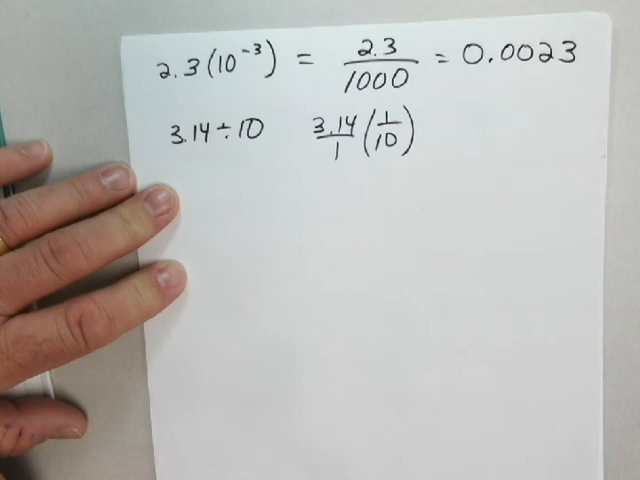 2.3(10⁻³) = 2.3/1000 = 0.0023
3.14 ÷ 10 3.14/1 (1/10)